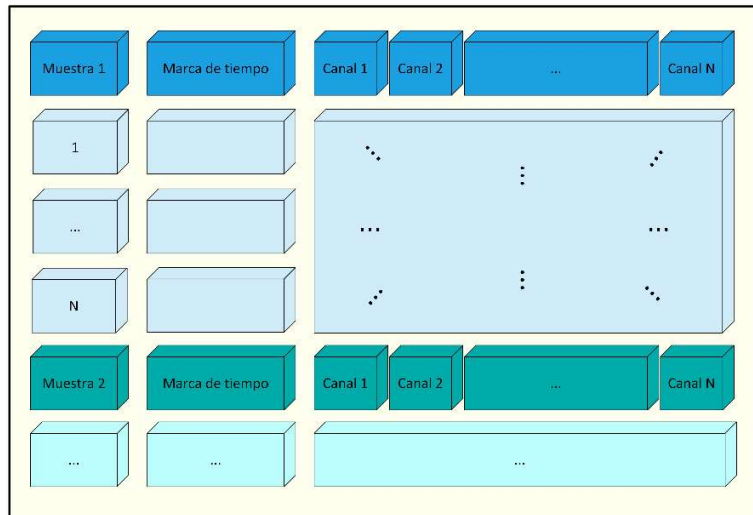 Muestra 1 Marca de tiempo Canal 1 Canal 2 ... Canal N
1
...
N
Muestra 2 Marca de tiempo Canal 1 Canal 2 ... Canal N
... ... ...